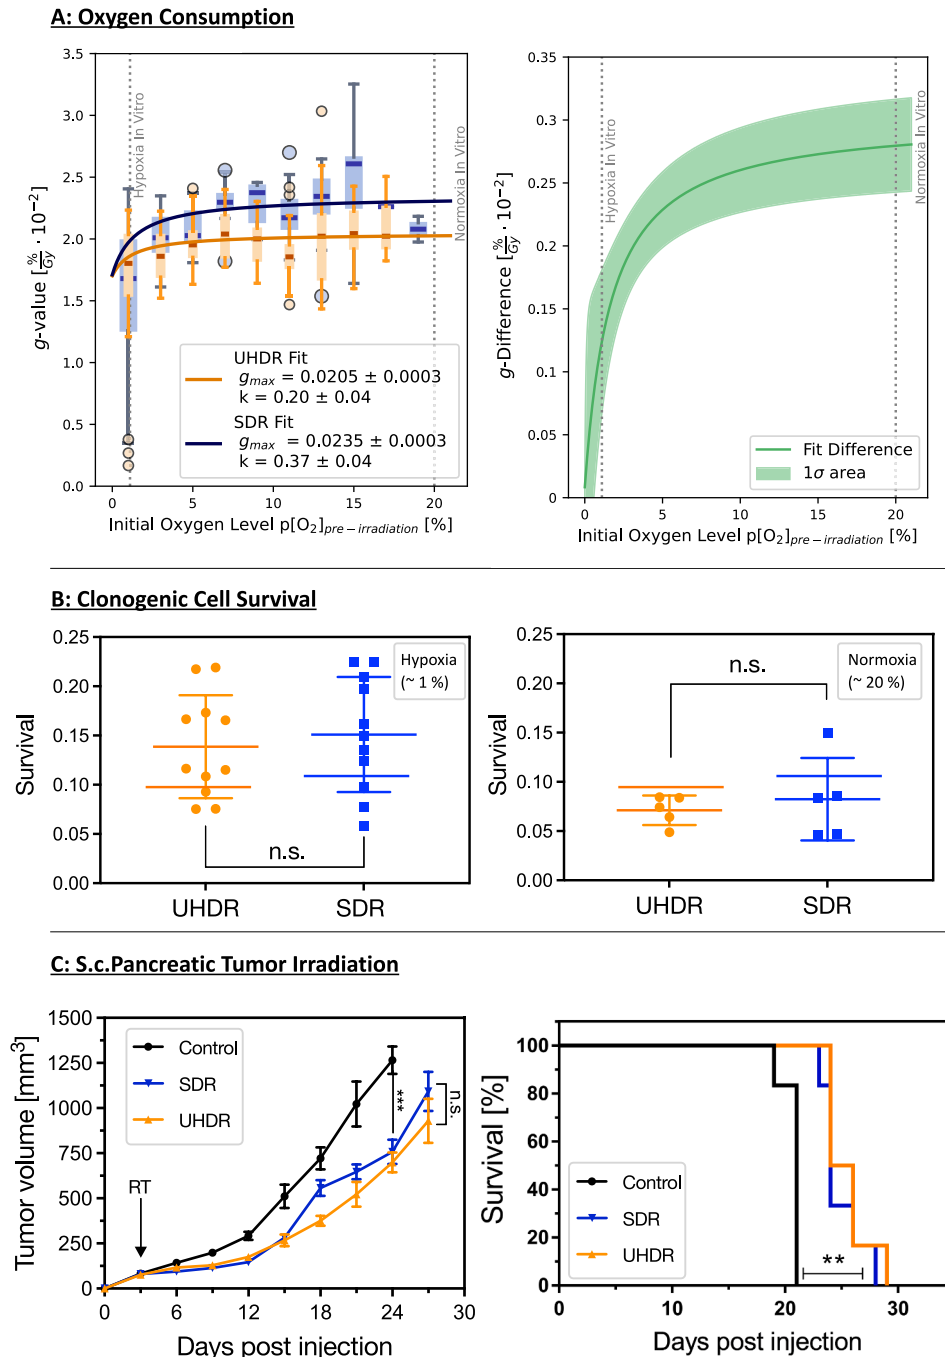 A: Oxygen Consumption
3.5
3.0
2.5
2.0
1.5
1.0
0.5
0.0
g-value [%/Gy · 10⁻²]
Hypoxia In Vitro
Normoxia In Vitro
UHDR Fit
gₘₐₓ = 0.0205 ± 0.0003
k = 0.20 ± 0.04
SDR Fit
gₘₐₓ = 0.0235 ± 0.0003
k = 0.37 ± 0.04
0 5 10 15 20
Initial Oxygen Level p[O₂]pre−irradiation [%]
0.35
0.3
0.25
0.2
0.15
0.1
0.05
0
g-Difference [%/Gy · 10⁻²]
Hypoxia In Vitro
Normoxia In Vitro
Fit Difference
1σ area
0 5 10 15 20
Initial Oxygen Level p[O₂]pre−irradiation [%]
B: Clonogenic Cell Survival
0.25
0.20
0.15
0.10
0.05
0.00
Survival
Hypoxia
(~ 1 %)
n.s.
UHDR SDR
0.25
0.20
0.15
0.10
0.05
0.00
Survival
Normoxia
(~ 20 %)
n.s.
UHDR SDR
C: S.c.Pancreatic Tumor Irradiation
1500
1250
1000
750
500
250
0
Tumor volume [mm³]
Control
SDR
UHDR
RT
***
n.s.
0 6 12 18 24 30
Days post injection
100
80
60
40
20
0
Survival [%]
Control
SDR
UHDR
**
0 10 20 30
Days post injection